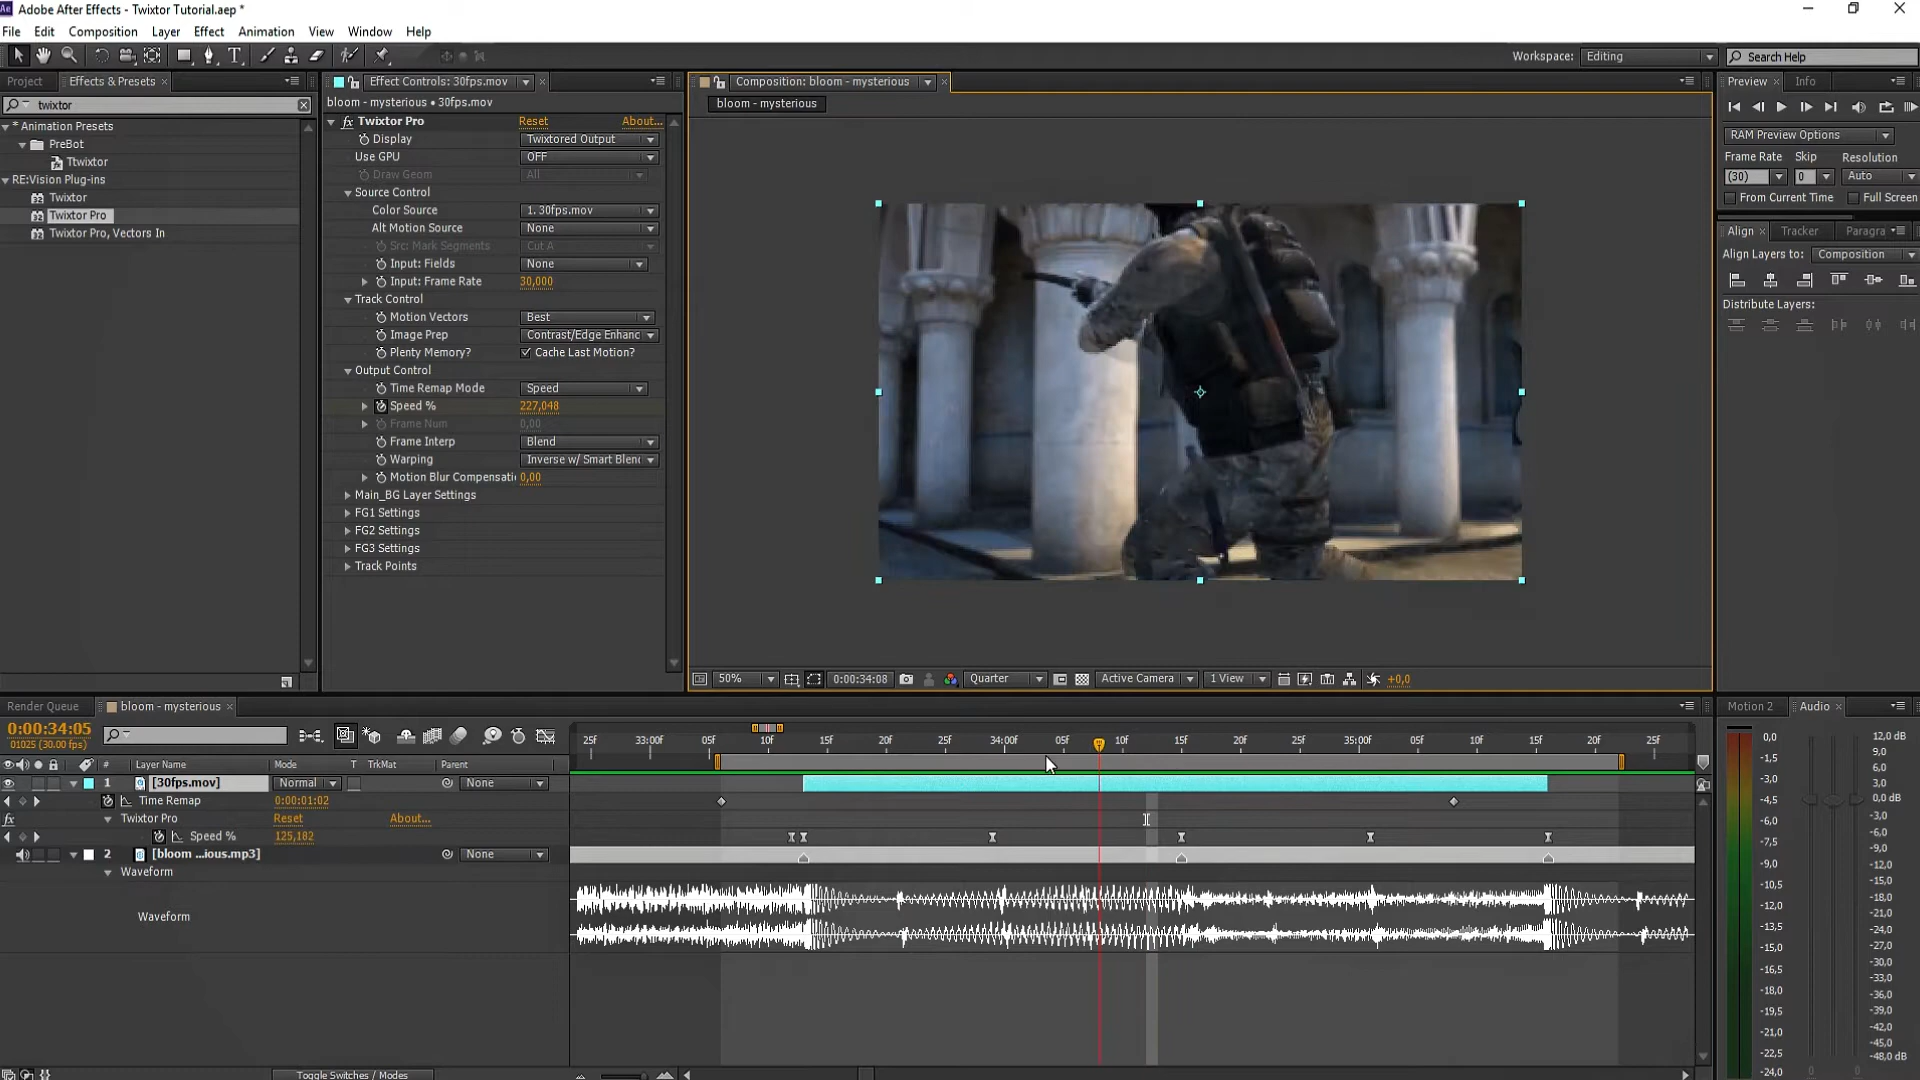 Adobe After Effects - Twixtor Tutorial.aep *
File Edit Composition Layer Effect Animation View Window Help
Workspace: Editing Search Help
Project Effects & Presets
twixtor
* Animation Presets
PreBot
Ttwixtor
RE:Vision Plug-ins
Twixtor
Twixtor Pro
Twixtor Pro, Vectors In
Effect Controls: 30fps.mov
bloom - mysterious • 30fps.mov
Twixtor Pro Reset About...
Display Twixtored Output
Use GPU OFF
Draw Geom All
Source Control
Color Source 1. 30fps.mov
Alt Motion Source None
Src: Mark Segments Cut A
Input: Fields None
Input: Frame Rate 30,000
Track Control
Motion Vectors Best
Image Prep Contrast/Edge Enhanc
Plenty Memory? Cache Last Motion?
Output Control
Time Remap Mode Speed
Speed % 227,048
Frame Num 0,00
Frame Interp Blend
Warping Inverse w/ Smart Blend
Motion Blur Compensati 0,00
Main_BG Layer Settings
FG1 Settings
FG2 Settings
FG3 Settings
Track Points
Composition: bloom - mysterious
bloom - mysterious
50% 0:00:34:08 Quarter Active Camera 1 View +0,0
Preview Info
RAM Preview Options
Frame Rate Skip Resolution
(30) 0 Auto
From Current Time Full Screen
Align Tracker Paragra
Align Layers to: Composition
Distribute Layers:
Render Queue bloom - mysterious
0:00:34:05
01025 (30.00 fps)
# Layer Name Mode T TrkMat Parent
25f 33:00f 05f 10f 15f 20f 25f 34:00f 05f 10f 15f 20f 25f 35:00f 05f 10f 15f 20f 25f
1 [30fps.mov] Normal None
Time Remap 0:00:01:02
fx Twixtor Pro Reset About...
Speed % 125,182
2 [bloom ...ious.mp3] None
Waveform
Waveform
Toggle Switches / Modes
Motion 2 Audio
0,0
-1,5
-3,0
-4,5
-6,0
-7,5
-9,0
-10,5
-12,0
-13,5
-15,0
-16,5
-18,0
-19,5
-21,0
-22,5
-24,0
12,0 dB
9,0
6,0
3,0
0,0 dB
-3,0
-6,0
-9,0
-12,0
-15,0
-18,0
-21,0
-24,0
-27,0
-30,0
-33,0
-36,0
-39,0
-42,0
-45,0
-48,0 dB
0 0